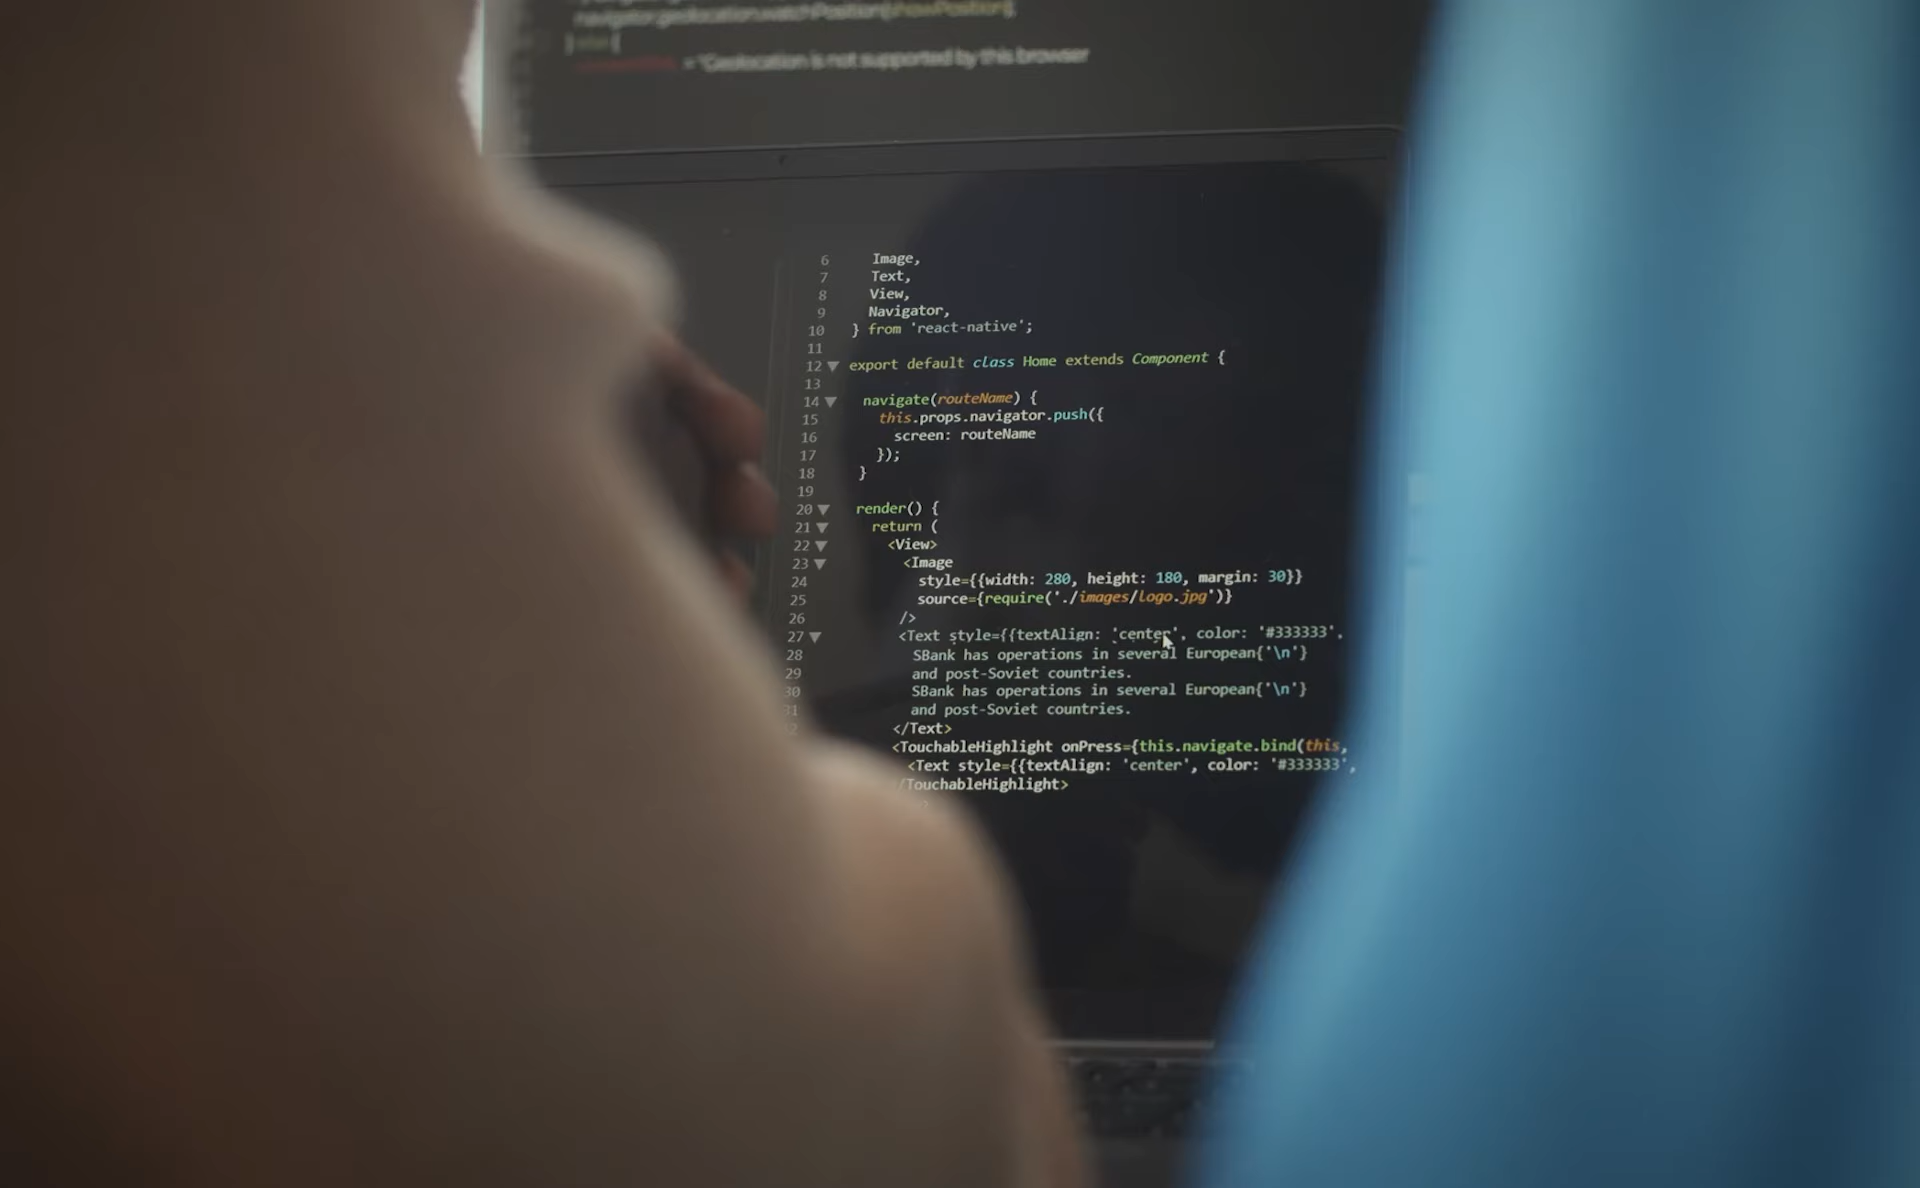 navigator.geolocation.watchPosition(showPosition);
} else {
= "Geolocation is not supported by this browser
6 Image,
7 Text,
8 View,
9 Navigator,
10 } from 'react-native';
11
12 export default class Home extends Component {
13
14 navigate(routeName) {
15 this.props.navigator.push({
16 screen: routeName
17 });
18 }
19
20 render() {
21 return (
22 <View>
23 <Image
24 style={{width: 280, height: 180, margin: 30}}
25 source={require('./images/logo.jpg')}
26 />
27 <Text style={{textAlign: 'center', color: '#333333',
28 SBank has operations in several European{'\n'}
29 and post-Soviet countries.
30 SBank has operations in several European{'\n'}
31 and post-Soviet countries.
</Text>
<TouchableHighlight onPress={this.navigate.bind(this,
<Text style={{textAlign: 'center', color: '#333333',
/TouchableHighlight>